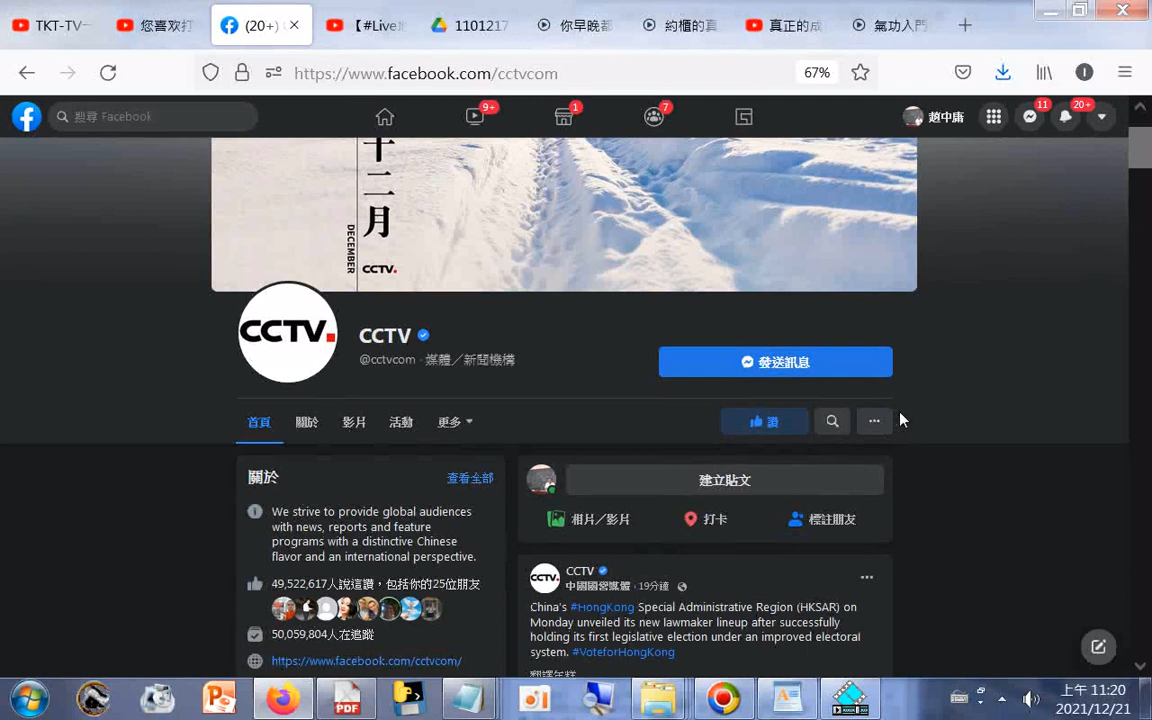 TKT-TV-
您喜欢打
(20+)
【#Live
1101217
你早晚都
約櫃的真
真正的成
氣功入門
https://www.facebook.com/cctvcom
67%
搜尋 Facebook
9+
1
7
趙中庸
11
20+
十二月
DECEMBER
CCTV.
CCTV.
CCTV
@cctvcom · 媒體／新聞機構
發送訊息
首頁
關於
影片
活動
更多
讚
關於
查看全部
We strive to provide global audiences
with news, reports and feature
programs with a distinctive Chinese
flavor and an international perspective.
49,522,617人說這讚，包括你的25位朋友
50,059,804人在追蹤
https://www.facebook.com/cctvcom/
建立貼文
相片／影片
打卡
標註朋友
CCTV.
CCTV
中國國營媒體 · 19分鐘
China's #HongKong Special Administrative Region (HKSAR) on
Monday unveiled its new lawmaker lineup after successfully
holding its first legislative election under an improved electoral
system. #VoteforHongKong
PDF
上午 11:20
2021/12/21